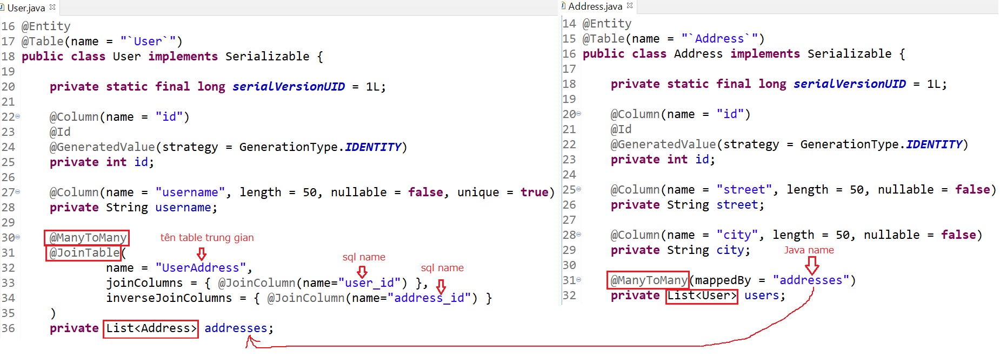 User.java
16 @Entity
17 @Table(name = "`User`")
18 public class User implements Serializable {
19
20 private static final long serialVersionUID = 1L;
21
22 @Column(name = "id")
23 @Id
24 @GeneratedValue(strategy = GenerationType.IDENTITY)
25 private int id;
26
27 @Column(name = "username", length = 50, nullable = false, unique = true)
28 private String username;
29
30 @ManyToMany
tên table trung gian
31 @JoinTable(
sql name
32 name = "UserAddress",
sql name
33 joinColumns = { @JoinColumn(name="user_id") },
34 inverseJoinColumns = { @JoinColumn(name="address_id") }
35 )
36 private List<Address> addresses;
Address.java
14 @Entity
15 @Table(name = "`Address`")
16 public class Address implements Serializable {
17
18 private static final long serialVersionUID = 1L;
19
20 @Column(name = "id")
21 @Id
22 @GeneratedValue(strategy = GenerationType.IDENTITY)
23 private int id;
24
25 @Column(name = "street", length = 50, nullable = false)
26 private String street;
27
28 @Column(name = "city", length = 50, nullable = false)
29 private String city;
Java name
30
31 @ManyToMany(mappedBy = "addresses")
32 private List<User> users;